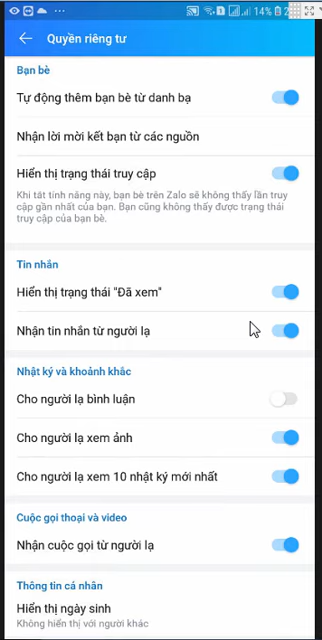 14%
Quyền riêng tư
Bạn bè
Tự động thêm bạn bè từ danh bạ
Nhận lời mời kết bạn từ các nguồn
Hiển thị trạng thái truy cập
Khi tắt tính năng này, bạn bè trên Zalo sẽ không thấy lần truy
cập gần nhất của bạn. Bạn cũng không thấy được trạng thái
truy cập của bạn bè.
Tin nhắn
Hiển thị trạng thái "Đã xem"
Nhận tin nhắn từ người lạ
Nhật ký và khoảnh khắc
Cho người lạ bình luận
Cho người lạ xem ảnh
Cho người lạ xem 10 nhật ký mới nhất
Cuộc gọi thoại và video
Nhận cuộc gọi từ người lạ
Thông tin cá nhân
Hiển thị ngày sinh
Không hiển thị với người khác